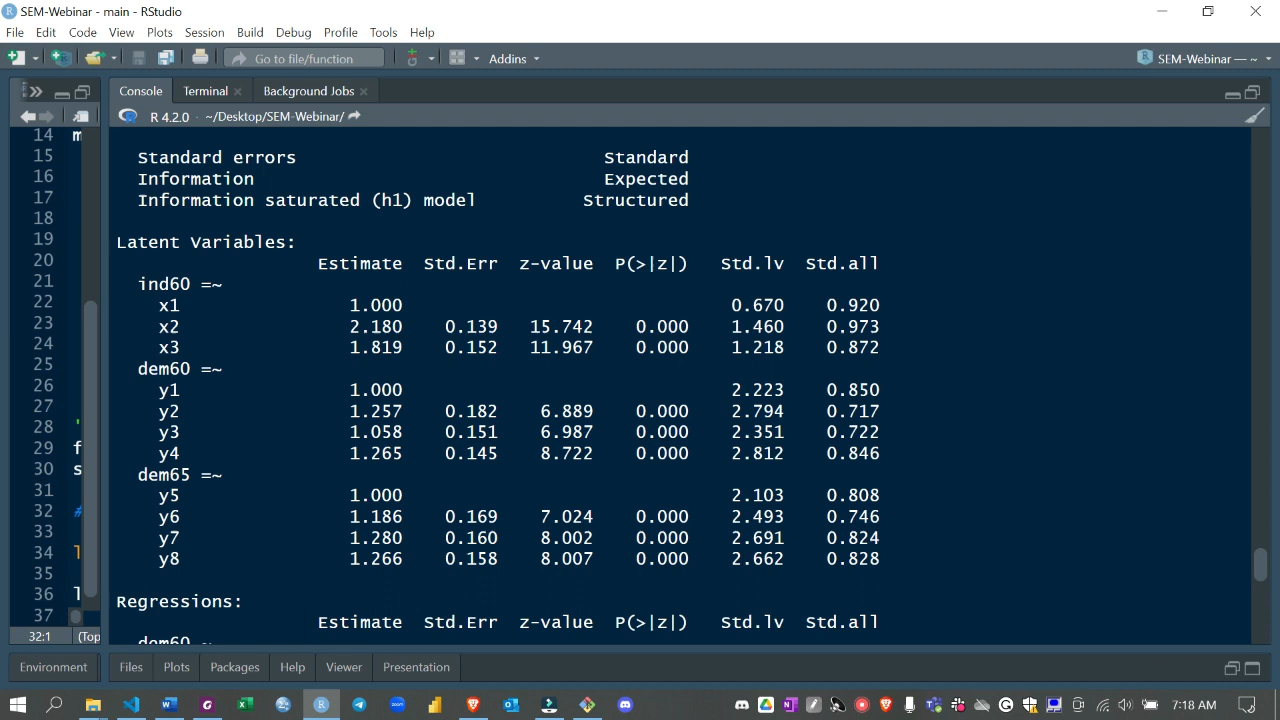 SEM-Webinar - main - RStudio
File Edit Code View Plots Session Build Debug Profile Tools Help
Go to file/function Addins SEM-Webinar — ~
Console Terminal Background Jobs
R 4.2.0 · ~/Desktop/SEM-Webinar/
14 m
15
16
17
18
19
20
21
22
23
24
25
26
27
28 '
29 f
30 s
31
32 #
33
34 l
35
36 l
37
32:1 (Top
Standard errors Standard
Information Expected
Information saturated (h1) model Structured
Latent Variables:
Estimate Std.Err z-value P(>|z|) Std.lv Std.all
ind60 =~
x1 1.000 0.670 0.920
x2 2.180 0.139 15.742 0.000 1.460 0.973
x3 1.819 0.152 11.967 0.000 1.218 0.872
dem60 =~
y1 1.000 2.223 0.850
y2 1.257 0.182 6.889 0.000 2.794 0.717
y3 1.058 0.151 6.987 0.000 2.351 0.722
y4 1.265 0.145 8.722 0.000 2.812 0.846
dem65 =~
y5 1.000 2.103 0.808
y6 1.186 0.169 7.024 0.000 2.493 0.746
y7 1.280 0.160 8.002 0.000 2.691 0.824
y8 1.266 0.158 8.007 0.000 2.662 0.828
Regressions:
Estimate Std.Err z-value P(>|z|) Std.lv Std.all
dem60 ~
Environment Files Plots Packages Help Viewer Presentation
7:18 AM